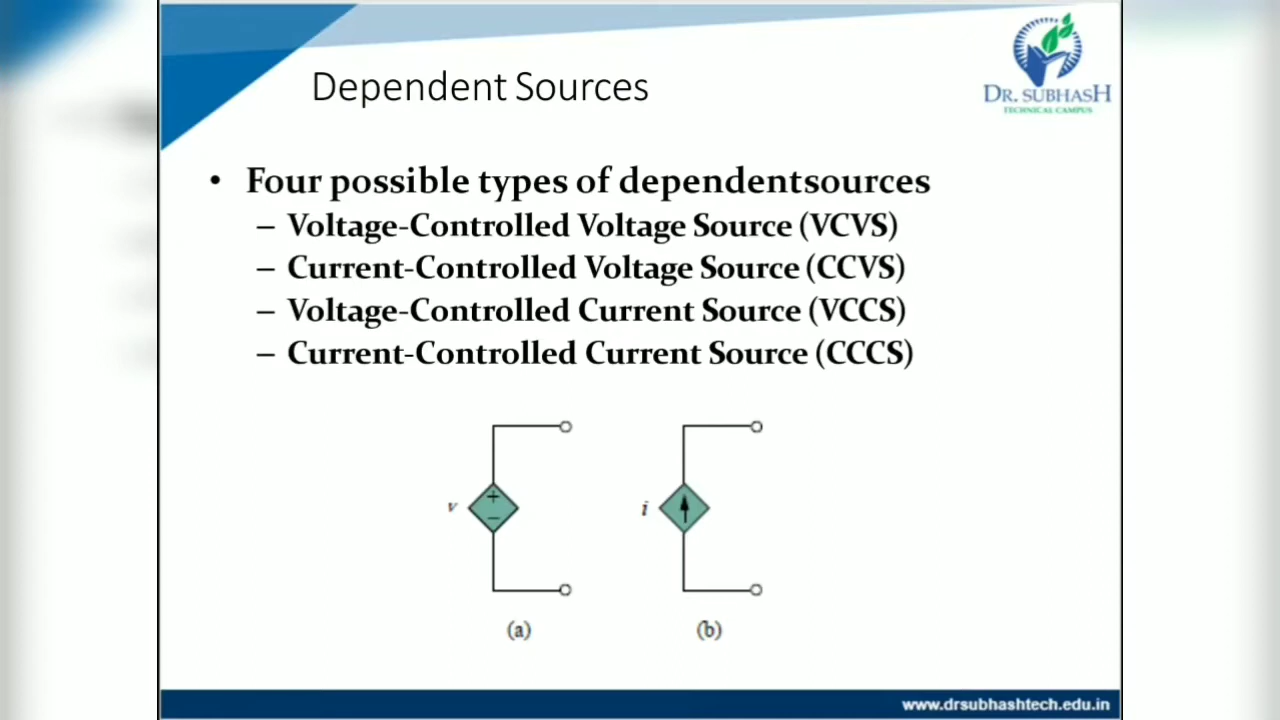 Dependent Sources
DR. SUBHASH
TECHNICAL CAMPUS
• Four possible types of dependentsources
– Voltage-Controlled Voltage Source (VCVS)
– Current-Controlled Voltage Source (CCVS)
– Voltage-Controlled Current Source (VCCS)
– Current-Controlled Current Source (CCCS)
+
v
–
i
(a)
(b)
www.drsubhashtech.edu.in